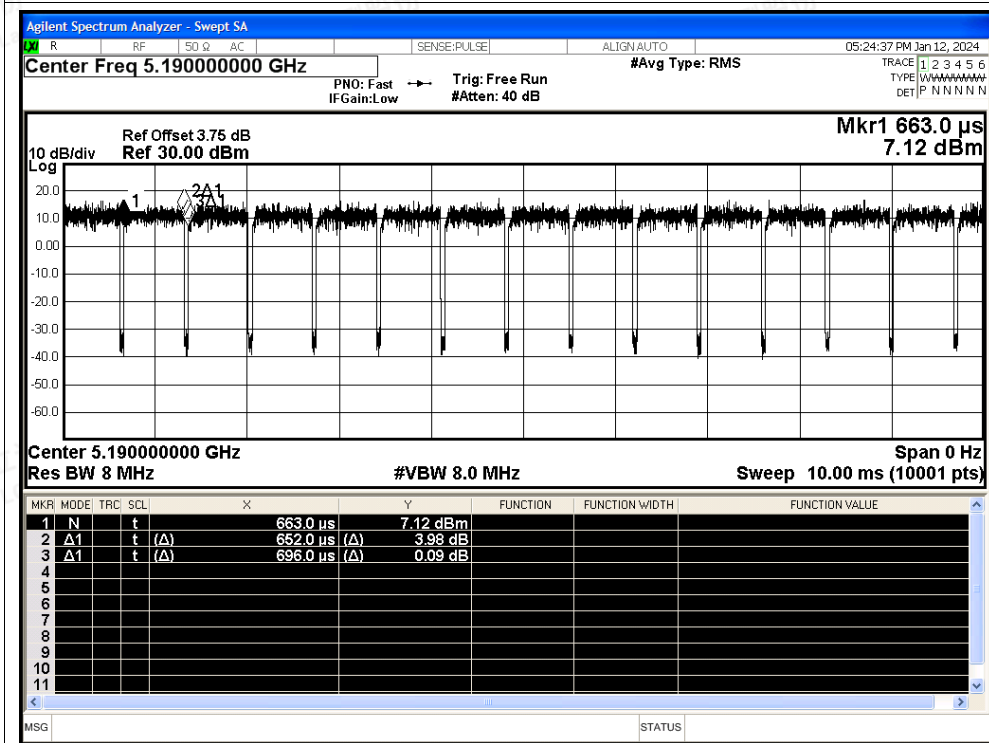 Agilent Spectrum Analyzer - Swept SA
LXI R RF 50 Ω AC SENSE:PULSE ALIGN AUTO 05:24:37 PM Jan 12, 2024
Center Freq 5.190000000 GHz
PNO: Fast
IFGain:Low
Trig: Free Run
#Atten: 40 dB
#Avg Type: RMS
TRACE 1 2 3 4 5 6
TYPE
DET P N N N N N
Mkr1 663.0 µs
7.12 dBm
Ref Offset 3.75 dB
10 dB/div Ref 30.00 dBm
Log
20.0
10.0
0.00
-10.0
-20.0
-30.0
-40.0
-50.0
-60.0
1
2Δ1
3Δ1
Center 5.190000000 GHz Span 0 Hz
Res BW 8 MHz #VBW 8.0 MHz Sweep 10.00 ms (10001 pts)
MKR MODE TRC SCL X Y FUNCTION FUNCTION WIDTH FUNCTION VALUE
1 N t 663.0 µs 7.12 dBm
2 Δ1 t (Δ) 652.0 µs (Δ) 3.98 dB
3 Δ1 t (Δ) 696.0 µs (Δ) 0.09 dB
4
5
6
7
8
9
10
11
MSG STATUS